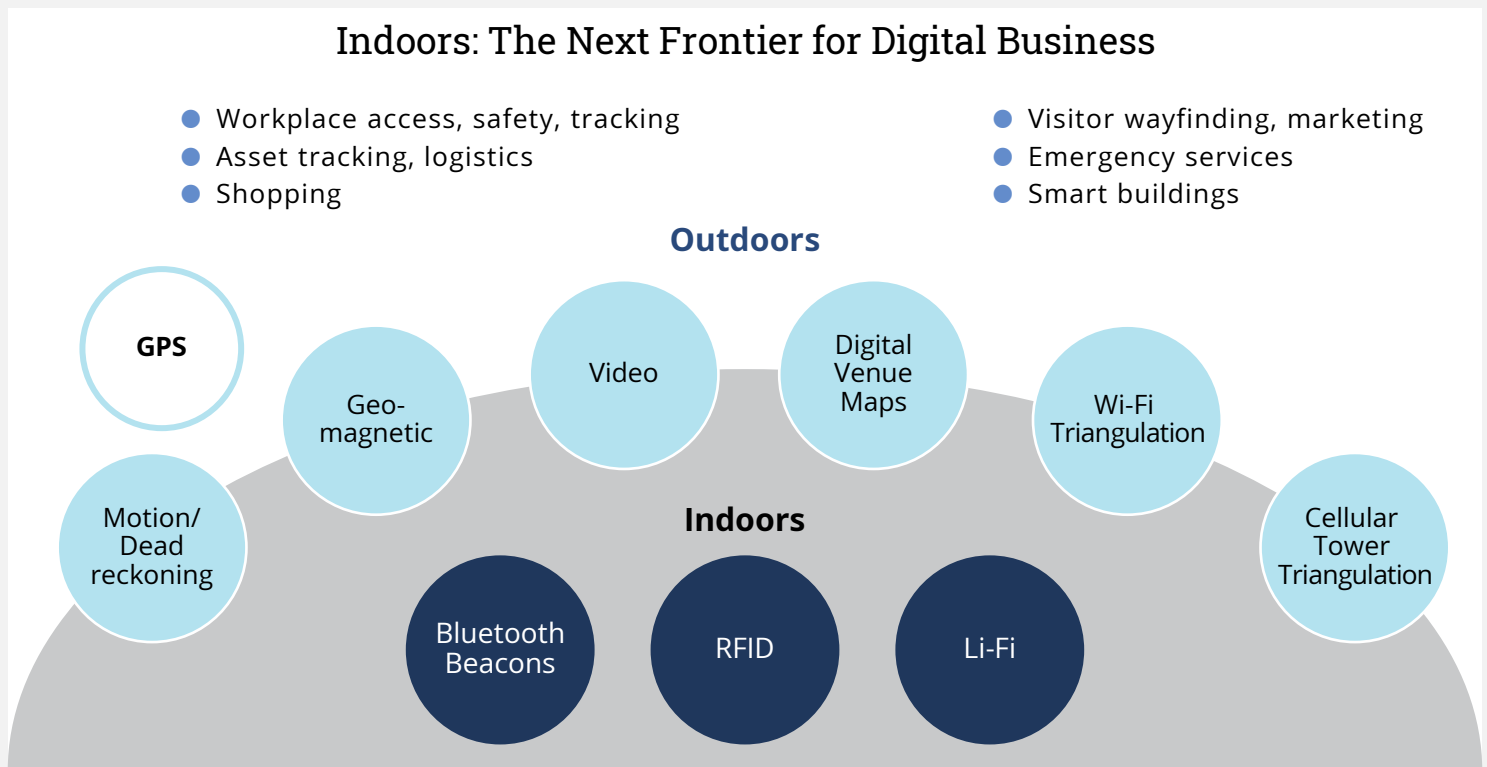 Indoors: The Next Frontier for Digital Business
Workplace access, safety, tracking
Asset tracking, logistics
Shopping
Visitor wayfinding, marketing
Emergency services
Smart buildings
Outdoors
GPS
Motion/
Dead
reckoning
Geo-
magnetic
Video
Digital
Venue
Maps
Wi-Fi
Triangulation
Cellular
Tower
Triangulation
Indoors
Bluetooth
Beacons
RFID
Li-Fi